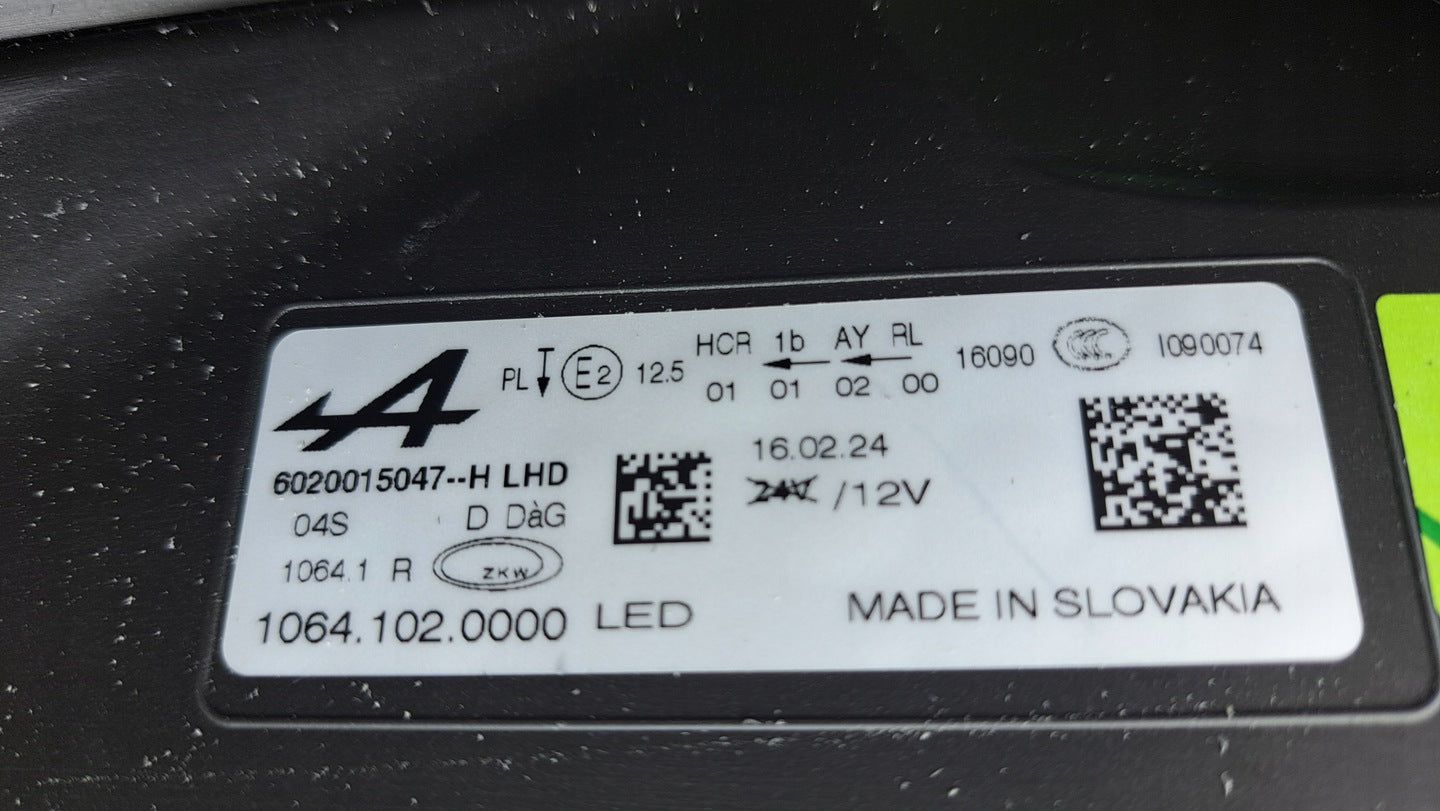 PL E2 12.5 HCR 1b AY RL 16090 CCC I090074
01 01 02 00
16.02.24
6020015047--H LHD
24V /12V
04S D DàG
1064.1 R ZKW
1064.102.0000 LED MADE IN SLOVAKIA